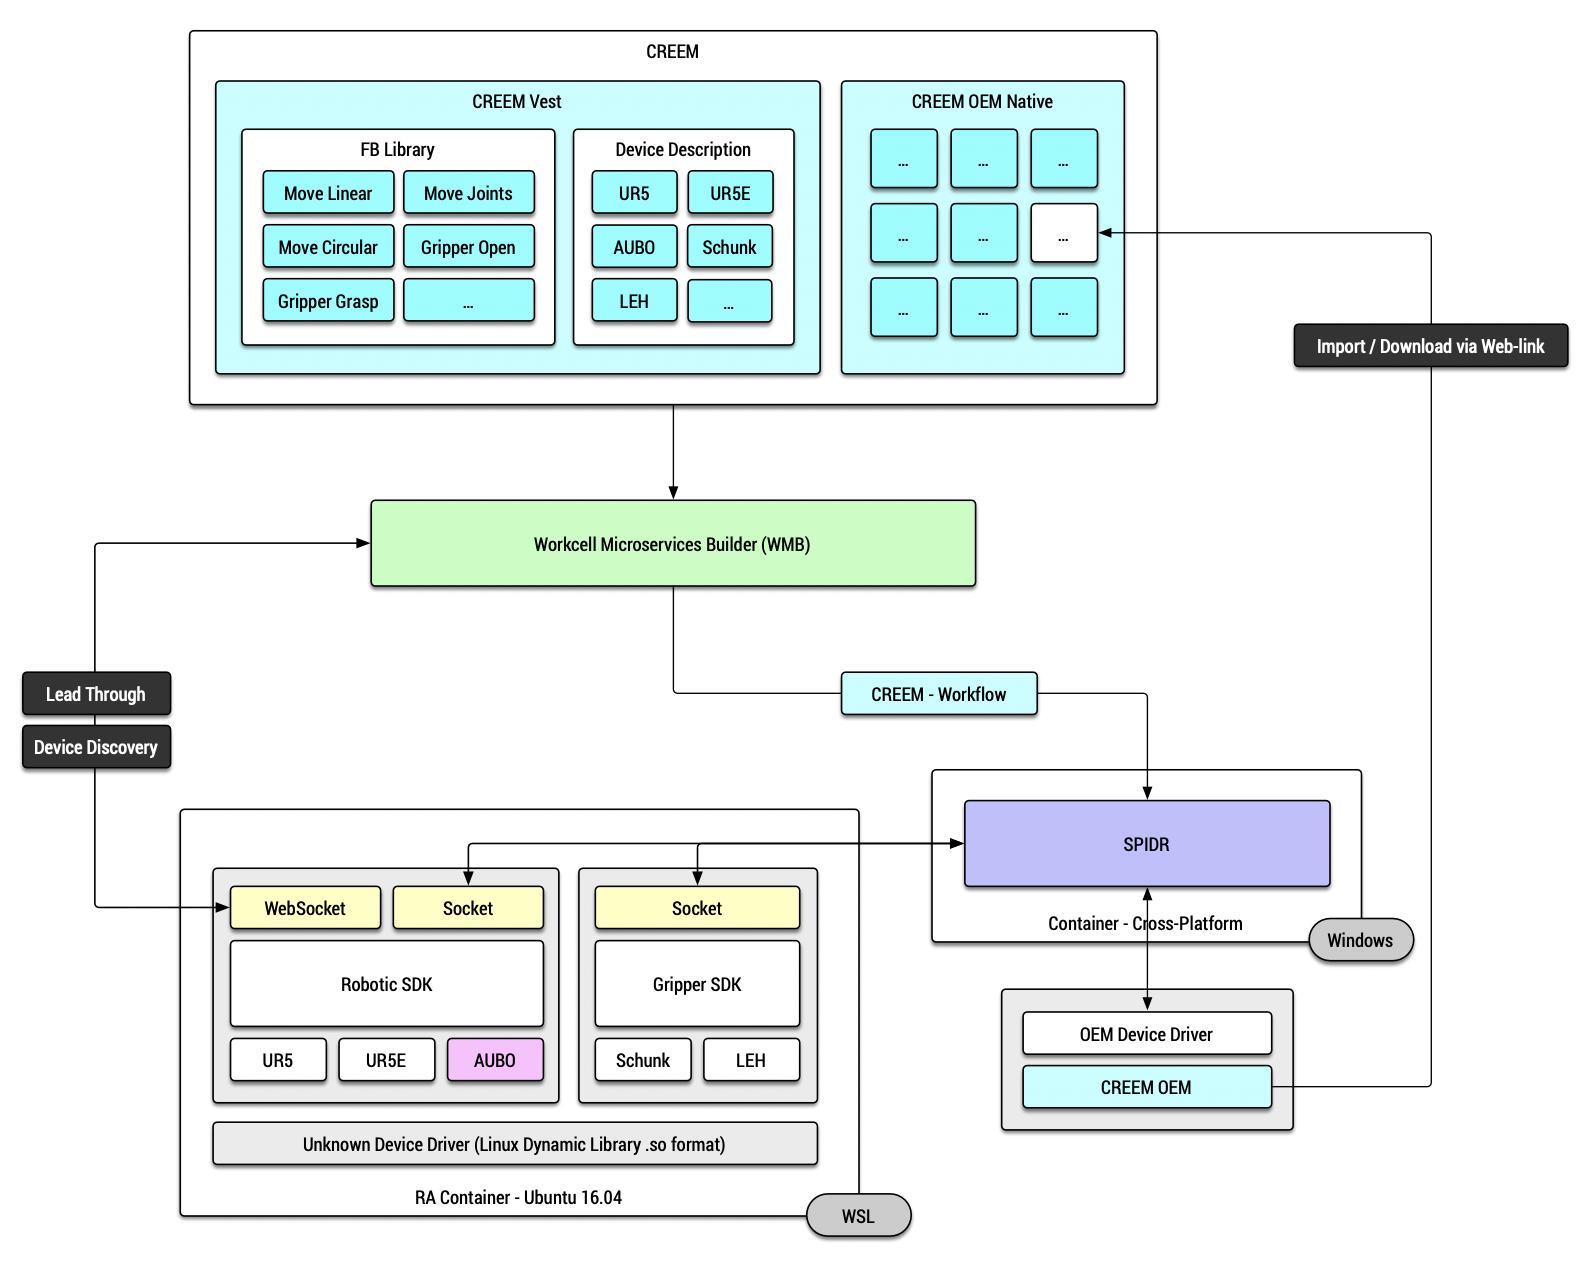 CREEM
CREEM Vest
CREEM OEM Native
FB Library
Device Description
Move Linear
Move Joints
Move Circular
Gripper Open
Gripper Grasp
...
UR5
UR5E
AUBO
Schunk
LEH
...
...
...
...
...
...
...
...
...
...
Import / Download via Web-link
Workcell Microservices Builder (WMB)
Lead Through
Device Discovery
CREEM - Workflow
SPIDR
Container - Cross-Platform
Windows
WebSocket
Socket
Socket
Robotic SDK
Gripper SDK
UR5
UR5E
AUBO
Schunk
LEH
OEM Device Driver
CREEM OEM
Unknown Device Driver (Linux Dynamic Library .so format)
RA Container - Ubuntu 16.04
WSL